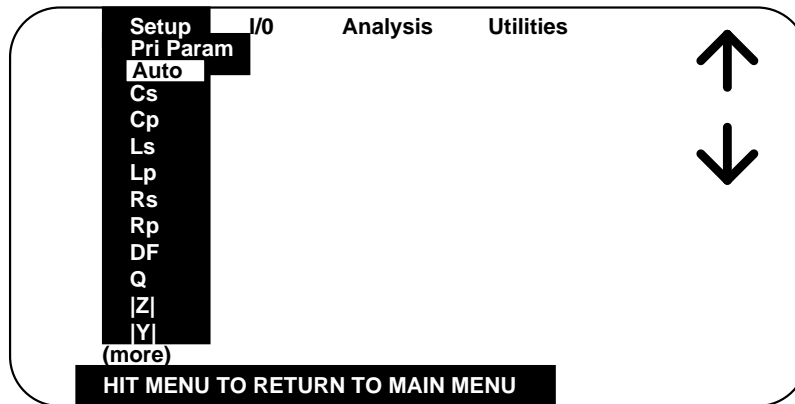 Setup I/0 Analysis Utilities
Pri Param
Auto
Cs
Cp
Ls
Lp
Rs
Rp
DF
Q
|Z|
|Y|
(more)
HIT MENU TO RETURN TO MAIN MENU